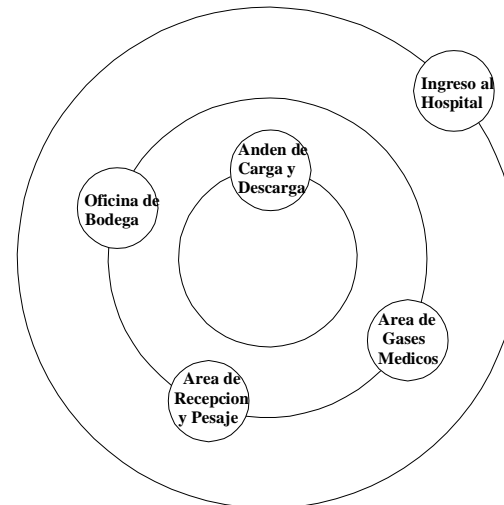 Ingreso al
Hospital
Anden de
Carga y
Descarga
Oficina de
Bodega
Area de
Gases
Medicos
Area de
Recepcion
y Pesaje